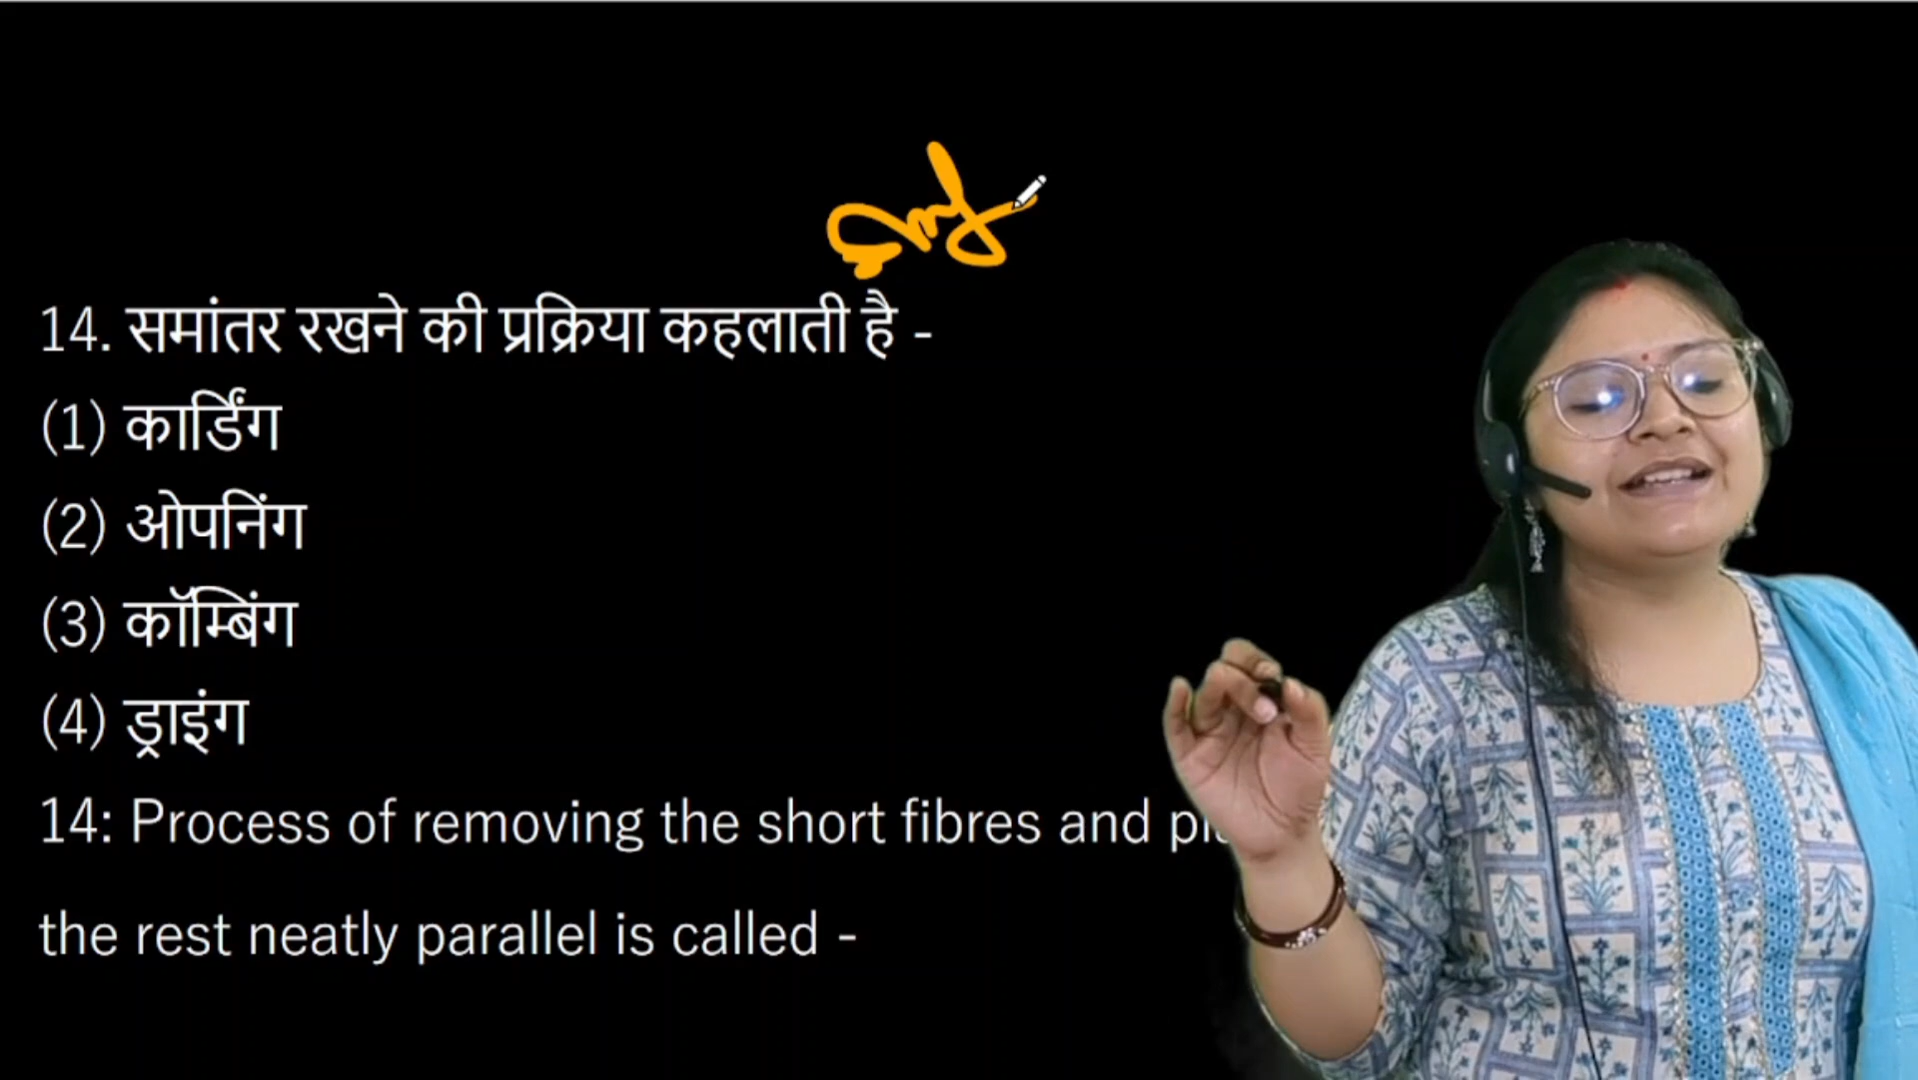 14. समांतर रखने की प्रक्रिया कहलाती है -
(1) कार्डिंग
(2) ओपनिंग
(3) कॉम्बिंग
(4) ड्राइंग
14: Process of removing the short fibres and
the rest neatly parallel is called -